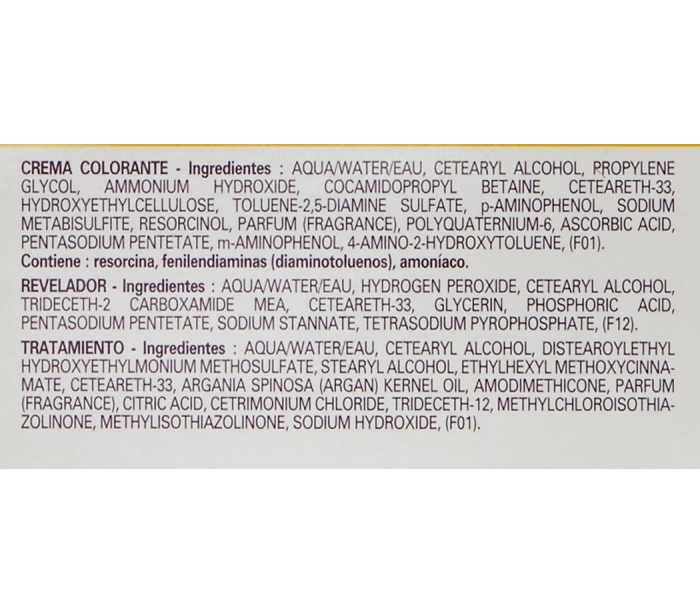 CREMA COLORANTE - Ingredientes : AQUA/WATER/EAU, CETEARYL ALCOHOL, PROPYLENE
GLYCOL, AMMONIUM HYDROXIDE, COCAMIDOPROPYL BETAINE, CETEARETH-33,
HYDROXYETHYLCELLULOSE, TOLUENE-2,5-DIAMINE SULFATE, p-AMINOPHENOL, SODIUM
METABISULFITE, RESORCINOL, PARFUM (FRAGRANCE), POLYQUATERNIUM-6, ASCORBIC ACID,
PENTASODIUM PENTETATE, m-AMINOPHENOL, 4-AMINO-2-HYDROXYTOLUENE, (F01).
Contiene : resorcina, fenilendiaminas (diaminotoluenos), amoníaco.
REVELADOR - Ingredientes : AQUA/WATER/EAU, HYDROGEN PEROXIDE, CETEARYL ALCOHOL,
TRIDECETH-2 CARBOXAMIDE MEA, CETEARETH-33, GLYCERIN, PHOSPHORIC ACID,
PENTASODIUM PENTETATE, SODIUM STANNATE, TETRASODIUM PYROPHOSPHATE, (F12).
TRATAMIENTO - Ingredientes : AQUA/WATER/EAU, CETEARYL ALCOHOL, DISTEAROYLETHYL
HYDROXYETHYLMONIUM METHOSULFATE, STEARYL ALCOHOL, ETHYLHEXYL METHOXYCINNA-
MATE, CETEARETH-33, ARGANIA SPINOSA (ARGAN) KERNEL OIL, AMODIMETHICONE, PARFUM
(FRAGRANCE), CITRIC ACID, CETRIMONIUM CHLORIDE, TRIDECETH-12, METHYLCHLOROISOTHIA-
ZOLINONE, METHYLISOTHIAZOLINONE, SODIUM HYDROXIDE, (F01).